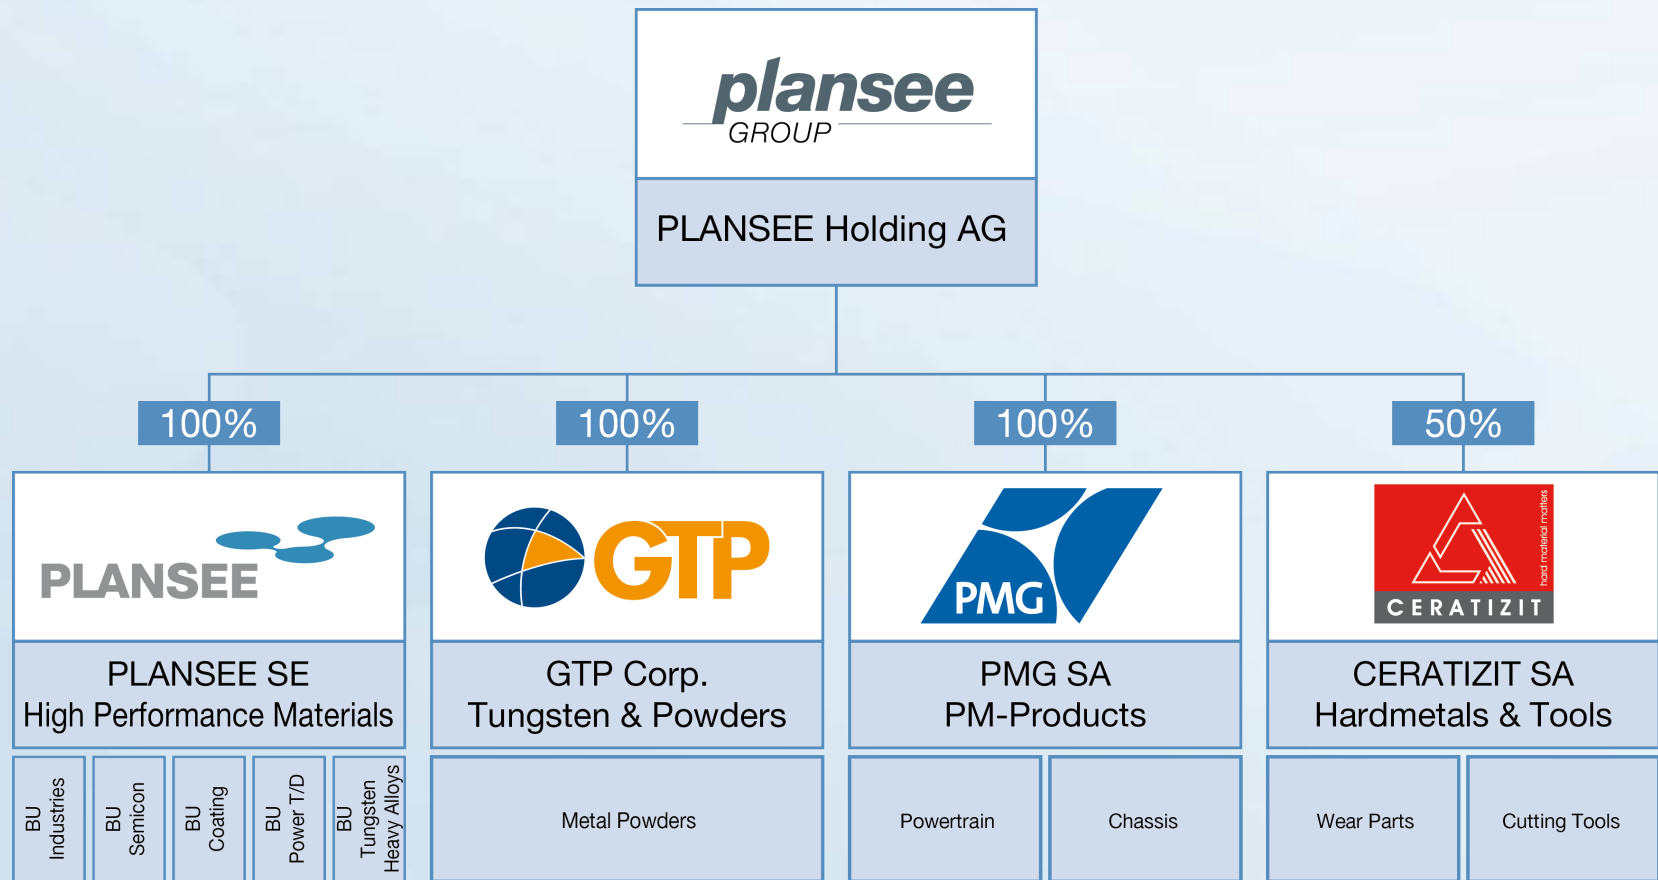 plansee
GROUP
PLANSEE Holding AG
100%
100%
100%
50%
PLANSEE
GTP
PMG
hard material matters
CERATIZIT
PLANSEE SE
High Performance Materials
GTP Corp.
Tungsten & Powders
PMG SA
PM-Products
CERATIZIT SA
Hardmetals & Tools
BU
Industries
BU
Semicon
BU
Coating
BU
Power T/D
BU
Tungsten
Heavy Alloys
Metal Powders
Powertrain
Chassis
Wear Parts
Cutting Tools